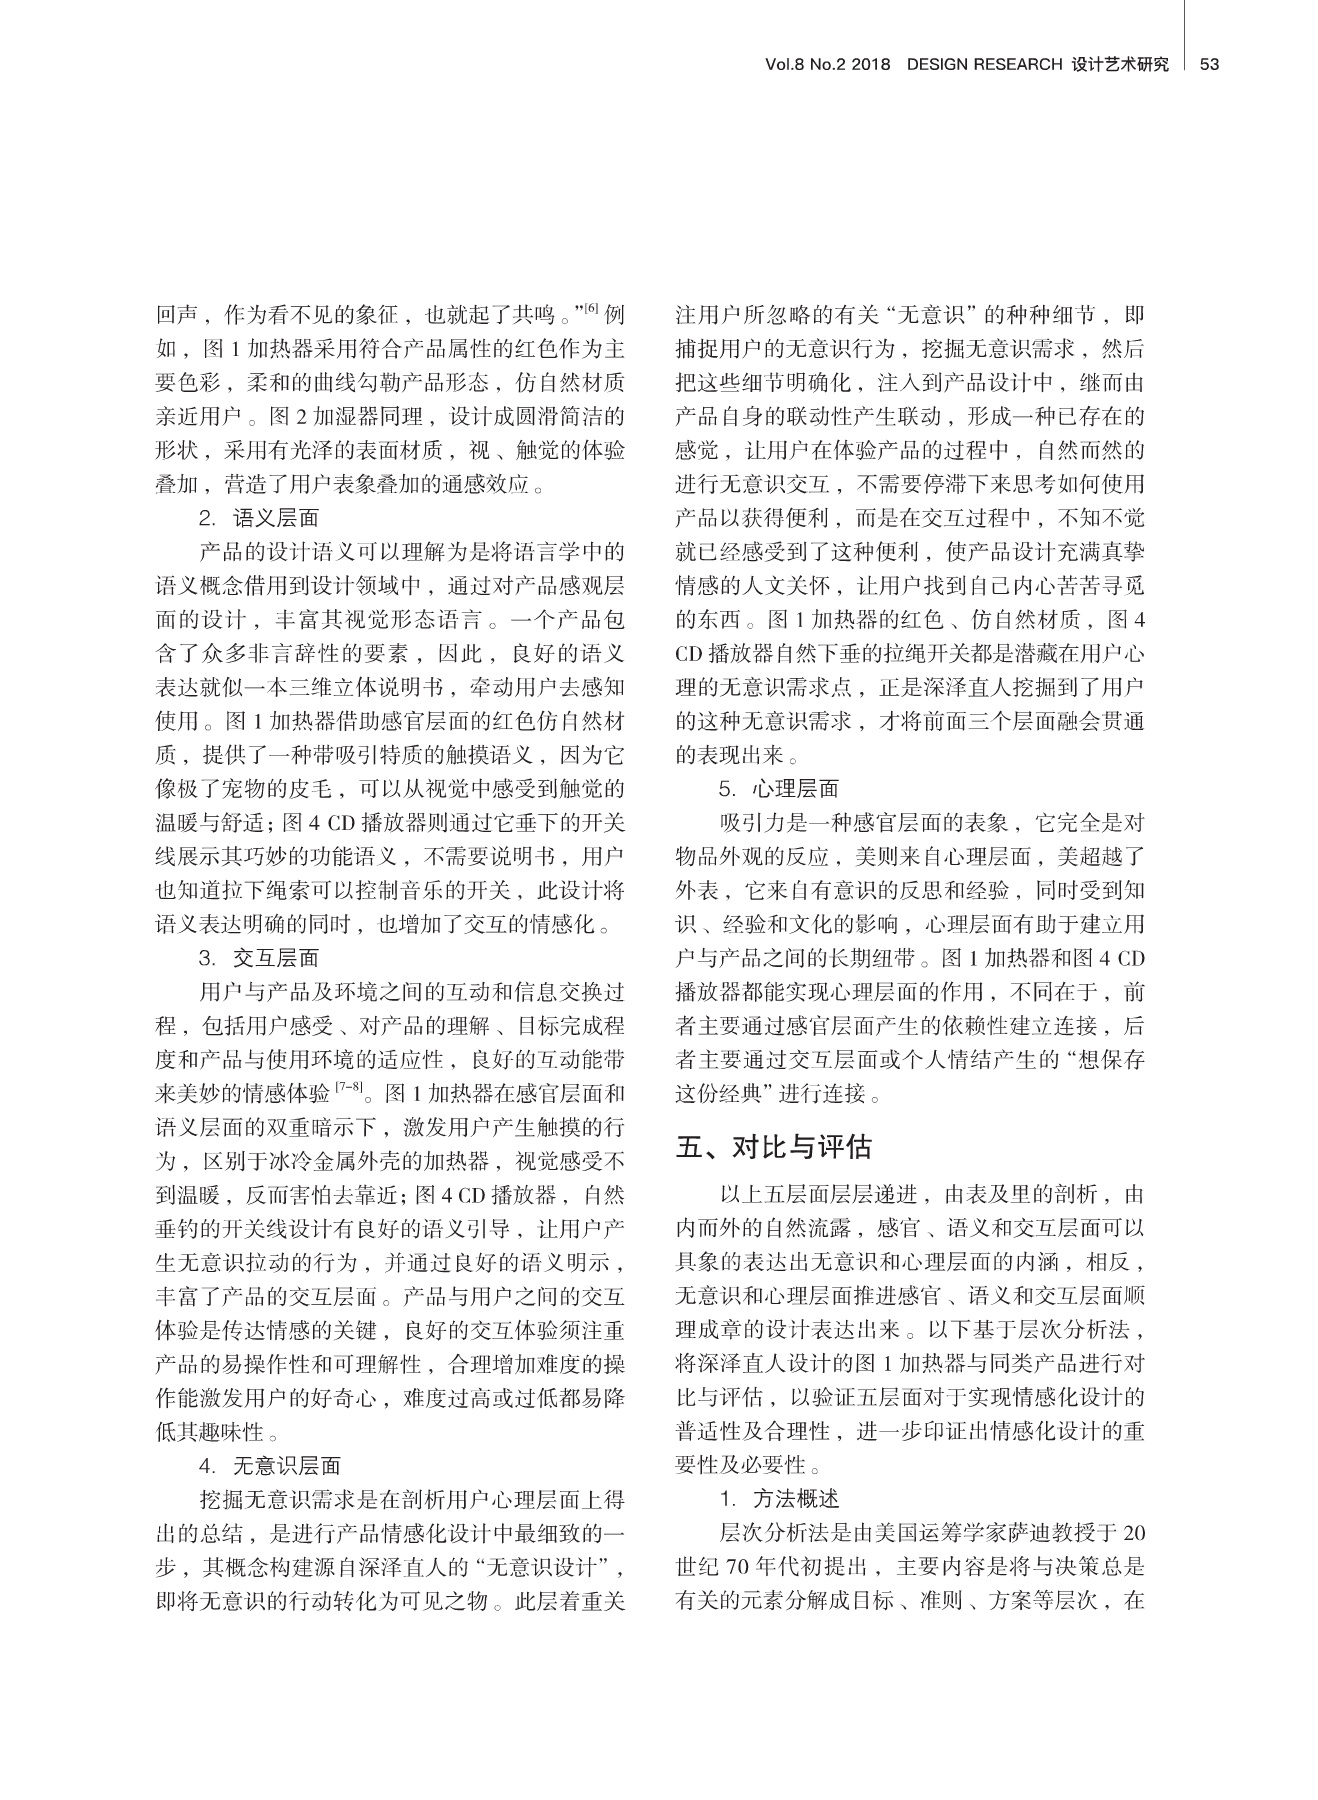 Vol.8 No.2 2018 DESIGN RESEARCH 设计艺术研究 53
回声，作为看不见的象征，也就起了共鸣。”[6] 例
如，图 1 加热器采用符合产品属性的红色作为主
要色彩，柔和的曲线勾勒产品形态，仿自然材质
亲近用户。图 2 加湿器同理，设计成圆滑简洁的
形状，采用有光泽的表面材质，视、触觉的体验
叠加，营造了用户表象叠加的通感效应。
2. 语义层面
产品的设计语义可以理解为是将语言学中的
语义概念借用到设计领域中，通过对产品感观层
面的设计，丰富其视觉形态语言。一个产品包
含了众多非言辞性的要素，因此，良好的语义
表达就似一本三维立体说明书，牵动用户去感知
使用。图 1 加热器借助感官层面的红色仿自然材
质，提供了一种带吸引特质的触摸语义，因为它
像极了宠物的皮毛，可以从视觉中感受到触觉的
温暖与舒适；图 4 CD 播放器则通过它垂下的开关
线展示其巧妙的功能语义，不需要说明书，用户
也知道拉下绳索可以控制音乐的开关，此设计将
语义表达明确的同时，也增加了交互的情感化。
3. 交互层面
用户与产品及环境之间的互动和信息交换过
程，包括用户感受、对产品的理解、目标完成程
度和产品与使用环境的适应性，良好的互动能带
来美妙的情感体验 [7-8]。图 1 加热器在感官层面和
语义层面的双重暗示下，激发用户产生触摸的行
为，区别于冰冷金属外壳的加热器，视觉感受不
到温暖，反而害怕去靠近；图 4 CD 播放器，自然
垂钓的开关线设计有良好的语义引导，让用户产
生无意识拉动的行为，并通过良好的语义明示，
丰富了产品的交互层面。产品与用户之间的交互
体验是传达情感的关键，良好的交互体验须注重
产品的易操作性和可理解性，合理增加难度的操
作能激发用户的好奇心，难度过高或过低都易降
低其趣味性。
4. 无意识层面
挖掘无意识需求是在剖析用户心理层面上得
出的总结，是进行产品情感化设计中最细致的一
步，其概念构建源自深泽直人的“无意识设计”，
即将无意识的行动转化为可见之物。此层着重关
注用户所忽略的有关“无意识”的种种细节，即
捕捉用户的无意识行为，挖掘无意识需求，然后
把这些细节明确化，注入到产品设计中，继而由
产品自身的联动性产生联动，形成一种已存在的
感觉，让用户在体验产品的过程中，自然而然的
进行无意识交互，不需要停滞下来思考如何使用
产品以获得便利，而是在交互过程中，不知不觉
就已经感受到了这种便利，使产品设计充满真挚
情感的人文关怀，让用户找到自己内心苦苦寻觅
的东西。图 1 加热器的红色、仿自然材质，图 4
CD 播放器自然下垂的拉绳开关都是潜藏在用户心
理的无意识需求点，正是深泽直人挖掘到了用户
的这种无意识需求，才将前面三个层面融会贯通
的表现出来。
5. 心理层面
吸引力是一种感官层面的表象，它完全是对
物品外观的反应，美则来自心理层面，美超越了
外表，它来自有意识的反思和经验，同时受到知
识、经验和文化的影响，心理层面有助于建立用
户与产品之间的长期纽带。图 1 加热器和图 4 CD
播放器都能实现心理层面的作用，不同在于，前
者主要通过感官层面产生的依赖性建立连接，后
者主要通过交互层面或个人情结产生的“想保存
这份经典”进行连接。
五、对比与评估
以上五层面层层递进，由表及里的剖析，由
内而外的自然流露，感官、语义和交互层面可以
具象的表达出无意识和心理层面的内涵，相反，
无意识和心理层面推进感官、语义和交互层面顺
理成章的设计表达出来。以下基于层次分析法，
将深泽直人设计的图 1 加热器与同类产品进行对
比与评估，以验证五层面对于实现情感化设计的
普适性及合理性，进一步印证出情感化设计的重
要性及必要性。
1. 方法概述
层次分析法是由美国运筹学家萨迪教授于 20
世纪 70 年代初提出，主要内容是将与决策总是
有关的元素分解成目标、准则、方案等层次，在